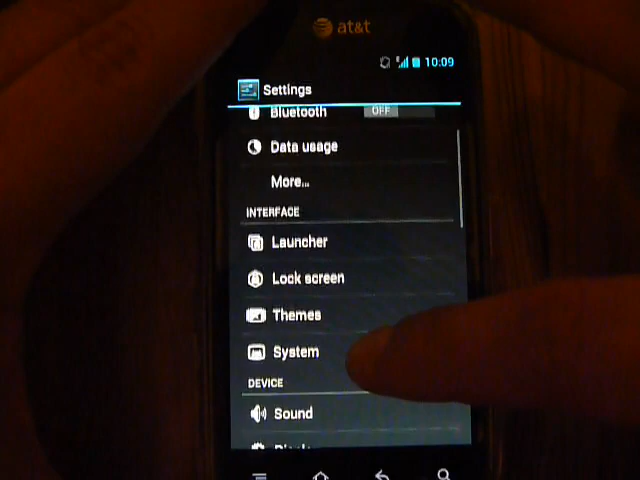 at&t
10:09
Settings
Bluetooth OFF
Data usage
More...
INTERFACE
Launcher
Lock screen
Themes
System
DEVICE
Sound